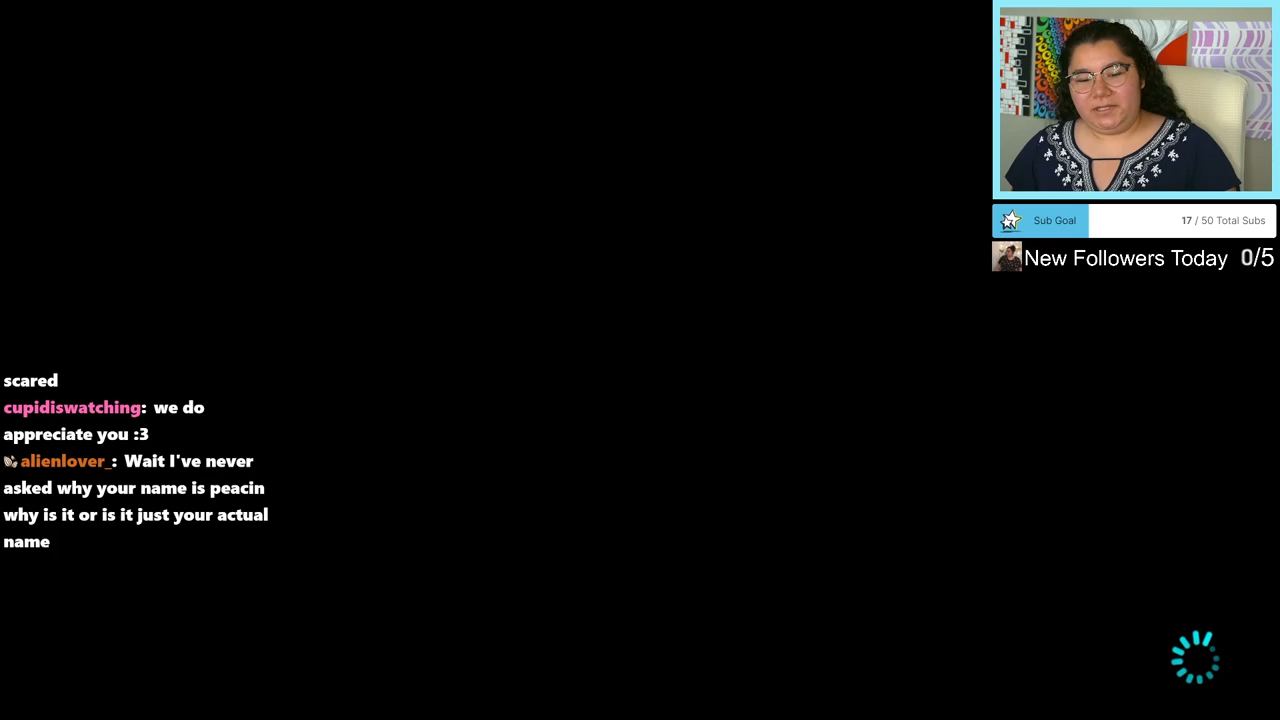 Sub Goal 17 / 50 Total Subs
New Followers Today 0/5
scared
cupidiswatching: we do
appreciate you :3
alienlover_: Wait I've never
asked why your name is peacin
why is it or is it just your actual
name